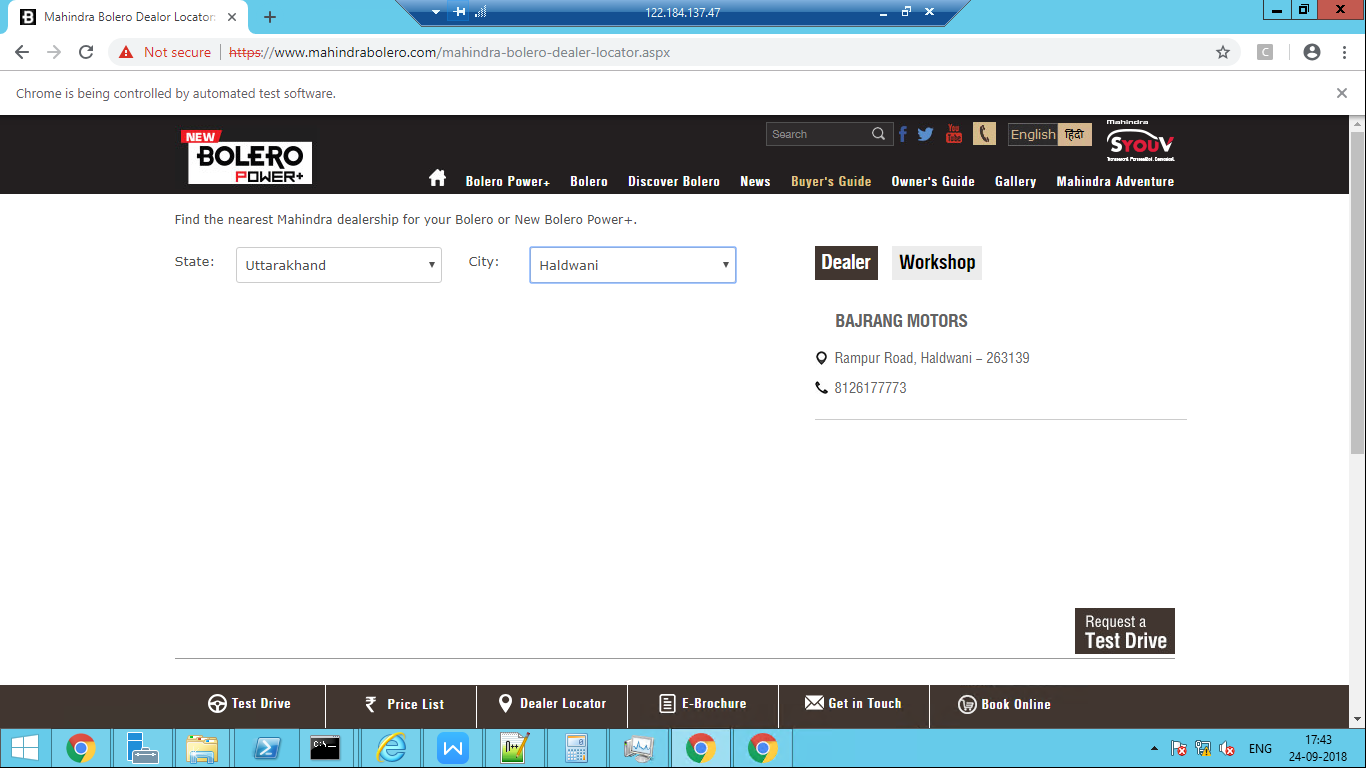 Mahindra Bolero Dealor Locator
122.184.137.47
Not secure
https://www.mahindrabolero.com/mahindra-bolero-dealer-locator.aspx
C
Chrome is being controlled by automated test software.
NEW
BOLERO
POWER+
Search
You
Tube
English
हिंदी
Mahindra
SYOUV
Bolero Power+
Bolero
Discover Bolero
News
Buyer's Guide
Owner's Guide
Gallery
Mahindra Adventure
Find the nearest Mahindra dealership for your Bolero or New Bolero Power+.
State:
Uttarakhand
City:
Haldwani
Dealer
Workshop
BAJRANG MOTORS
Rampur Road, Haldwani – 263139
8126177773
Request a
Test Drive
Test Drive
₹ Price List
Dealer Locator
E-Brochure
Get in Touch
Book Online
ENG
17:43
24-09-2018